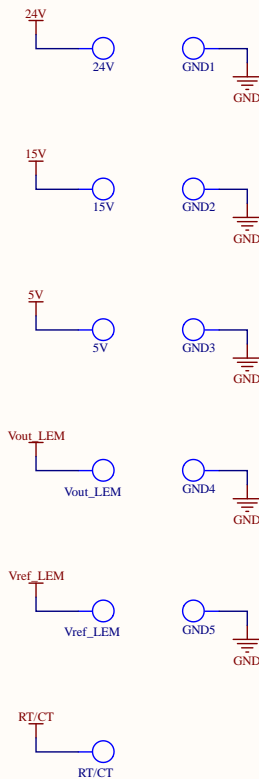 24V
24V GND1
GND
15V
15V GND2
GND
5V
5V GND3
GND
Vout_LEM
Vout_LEM GND4
GND
Vref_LEM
Vref_LEM GND5
GND
RT/CT
RT/CT